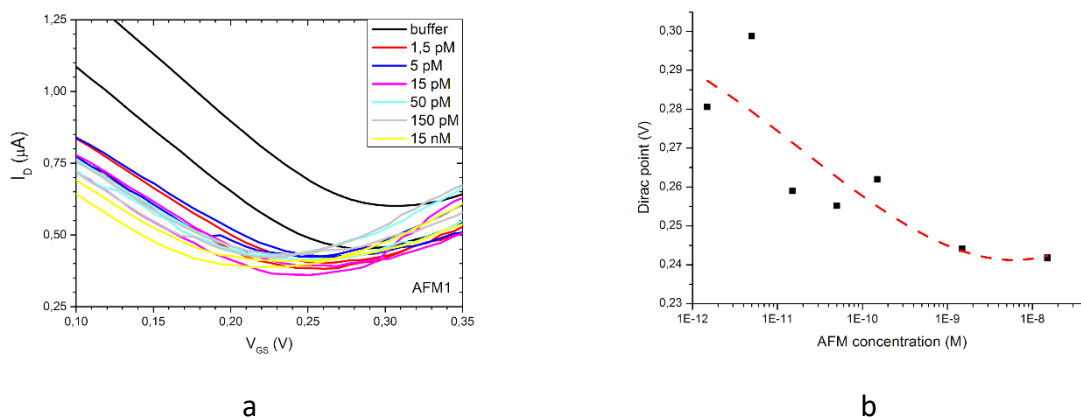 1,25
1,00
0,75
0,50
0,25
I_D (μA)
buffer
1,5 pM
5 pM
15 pM
50 pM
150 pM
15 nM
AFM1
0,10 0,15 0,20 0,25 0,30 0,35
V_GS (V)
a
0,30
0,29
0,28
0,27
0,26
0,25
0,24
0,23
Dirac point (V)
1E-12 1E-11 1E-10 1E-9 1E-8
AFM concentration (M)
b